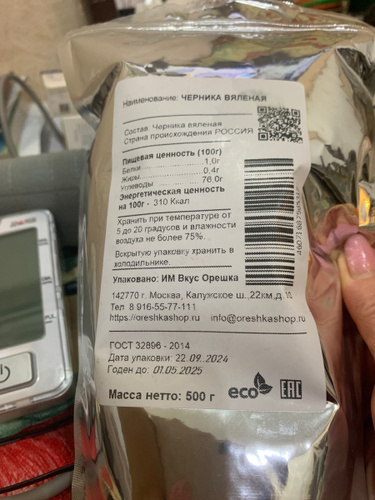 Наименование: ЧЕРНИКА ВЯЛЕНАЯ
Состав: Черника вяленая
Страна происхождения РОССИЯ
Пищевая ценность (100г)
Белки 1,0г
Жиры 0,4г
Углеводы 76,0г
Энергетическая ценность
на 100г - 310 Ккал
Хранить при температуре от
5 до 20 градусов и влажности
воздуха не более 75%.
Вскрытую упаковку хранить в
холодильнике.
Упаковано: ИМ Вкус Орешка
142770 г. Москва, Калужское ш.,22км,д.10
Тел. 8 916-55-77-111
https://oreshkashop.ru info@oreshkashop.ru
ГОСТ 32896 - 2014
Дата упаковки: 22.09.2024
Годен до: 01.05.2025
Масса нетто: 500 г
eco
EAC